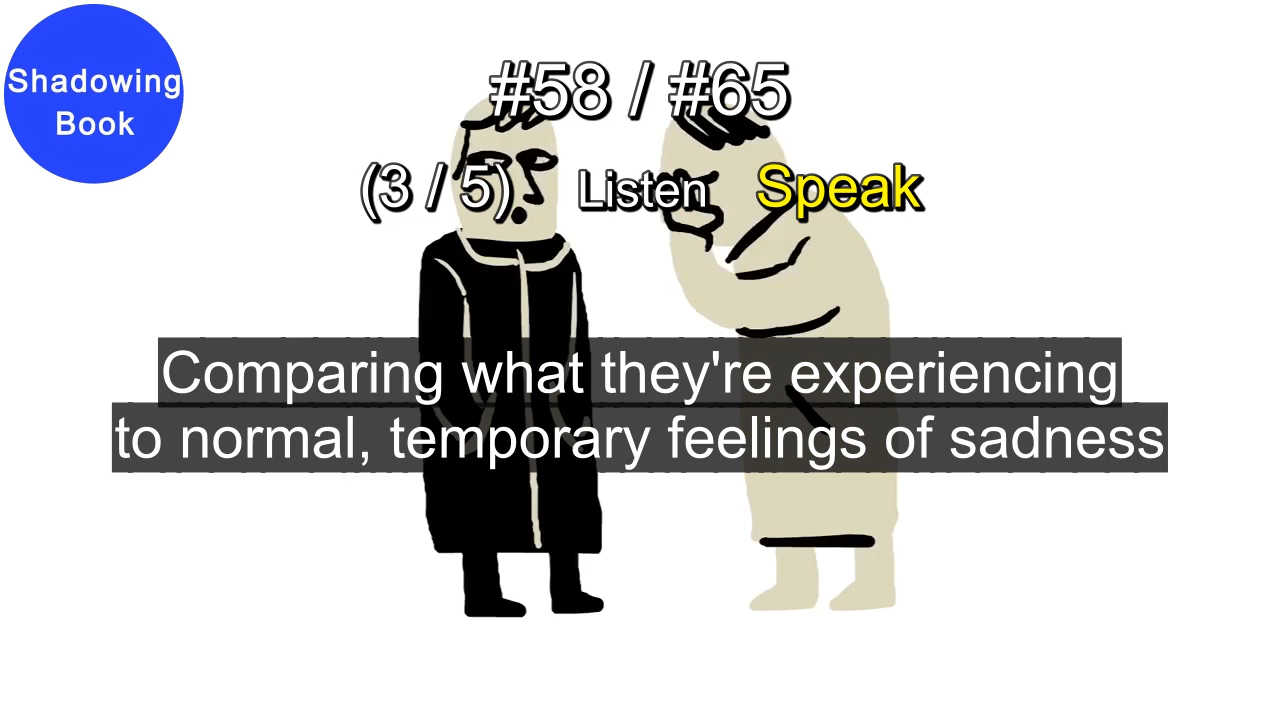 Shadowing
Book
#58 / #65
(3 / 5) Listen Speak
Comparing what they're experiencing
to normal, temporary feelings of sadness